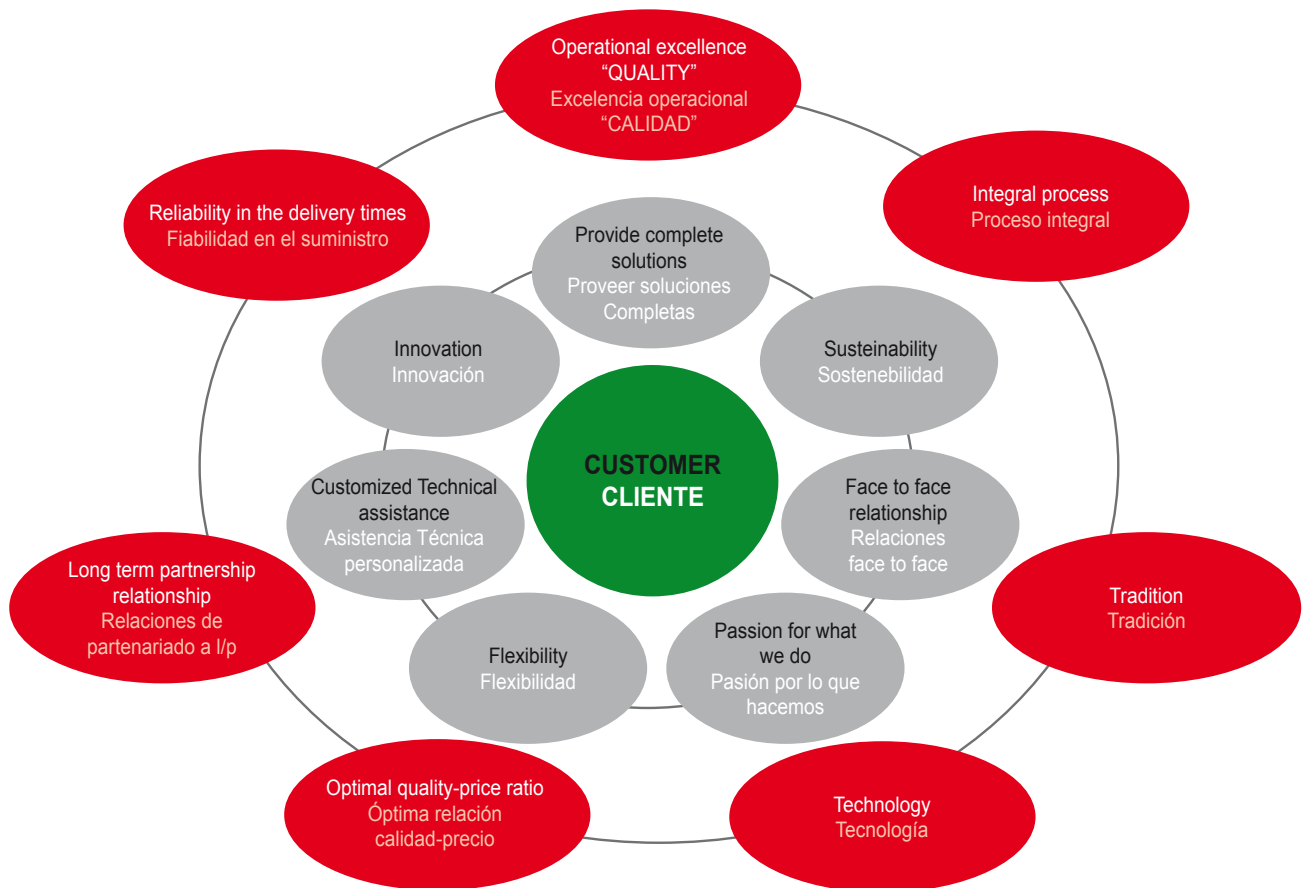 Operational excellence
“QUALITY”
Excelencia operacional
“CALIDAD”
Integral process
Proceso integral
Reliability in the delivery times
Fiabilidad en el suministro
Provide complete
solutions
Proveer soluciones
Completas
Innovation
Innovación
Susteinability
Sostenebilidad
CUSTOMER
CLIENTE
Customized Technical
assistance
Asistencia Técnica
personalizada
Face to face
relationship
Relaciones
face to face
Long term partnership
relationship
Relaciones de
partenariado a l/p
Tradition
Tradición
Flexibility
Flexibilidad
Passion for what
we do
Pasión por lo que
hacemos
Optimal quality-price ratio
Óptima relación
calidad-precio
Technology
Tecnología